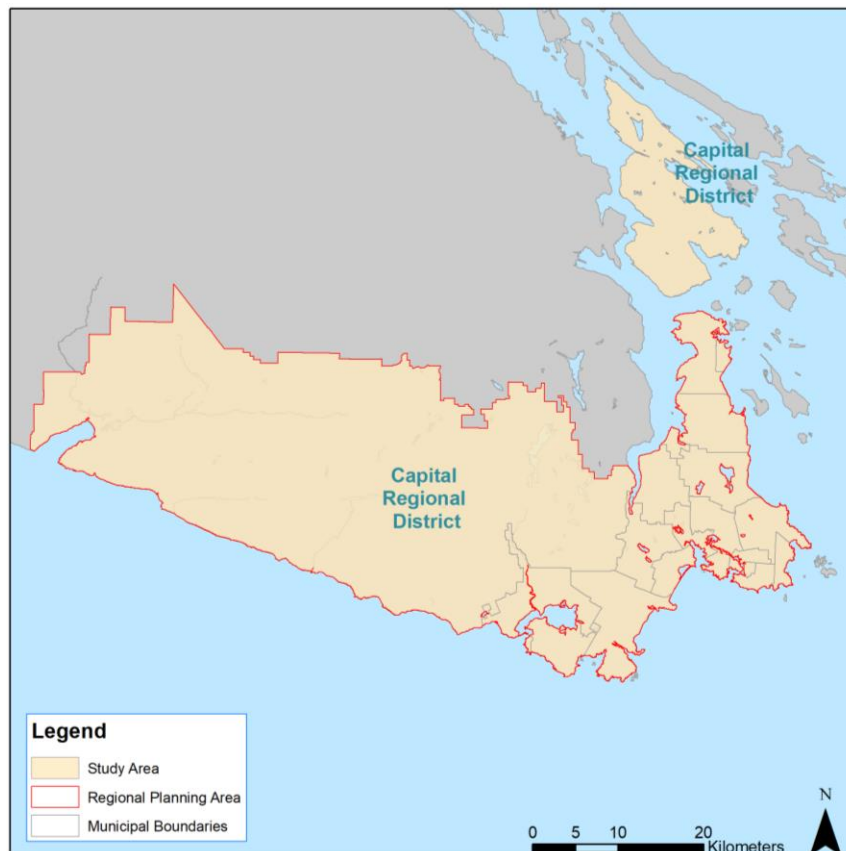 Capital
Regional
District
Capital
Regional
District
Legend
Study Area
Regional Planning Area
Municipal Boundaries
N
0 5 10 20
Kilometers